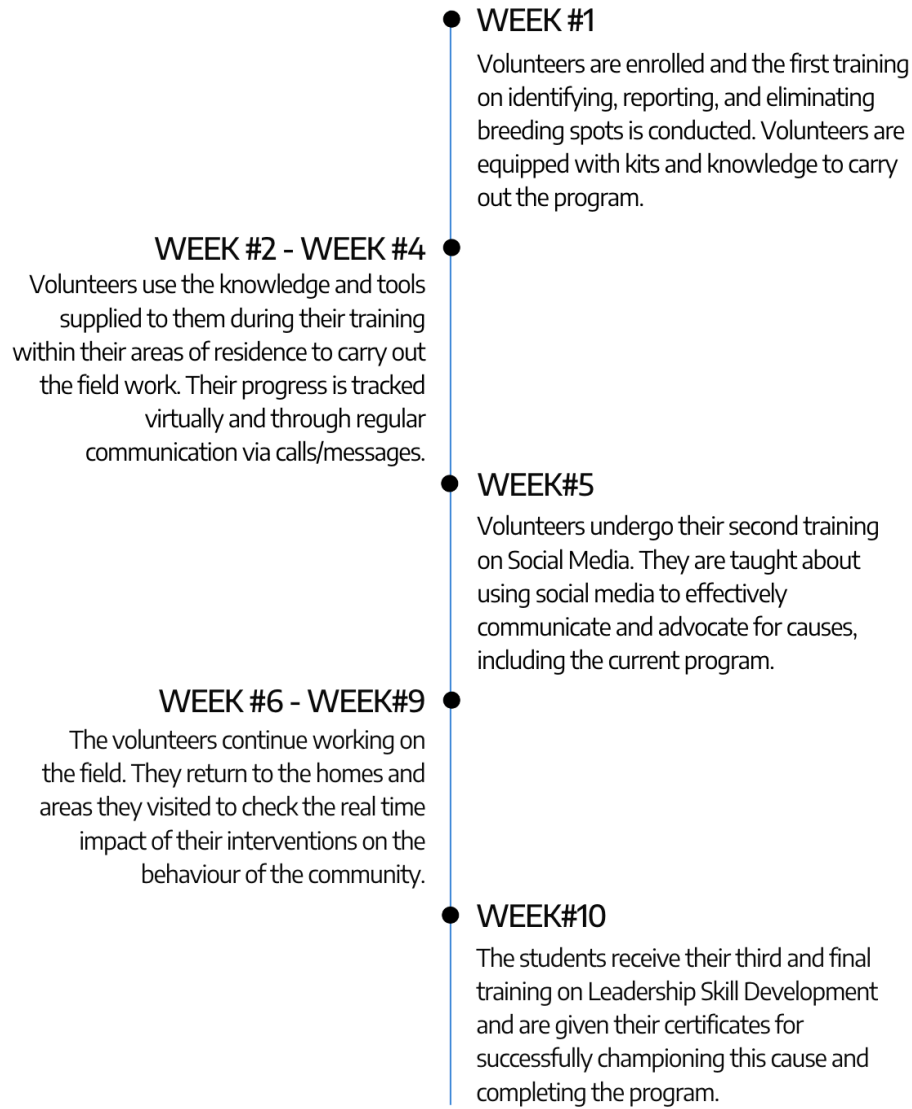 WEEK #1
Volunteers are enrolled and the first training
on identifying, reporting, and eliminating
breeding spots is conducted. Volunteers are
equipped with kits and knowledge to carry
out the program.
WEEK #2 - WEEK #4
Volunteers use the knowledge and tools
supplied to them during their training
within their areas of residence to carry out
the field work. Their progress is tracked
virtually and through regular
communication via calls/messages.
WEEK#5
Volunteers undergo their second training
on Social Media. They are taught about
using social media to effectively
communicate and advocate for causes,
including the current program.
WEEK #6 - WEEK#9
The volunteers continue working on
the field. They return to the homes and
areas they visited to check the real time
impact of their interventions on the
behaviour of the community.
WEEK#10
The students receive their third and final
training on Leadership Skill Development
and are given their certificates for
successfully championing this cause and
completing the program.